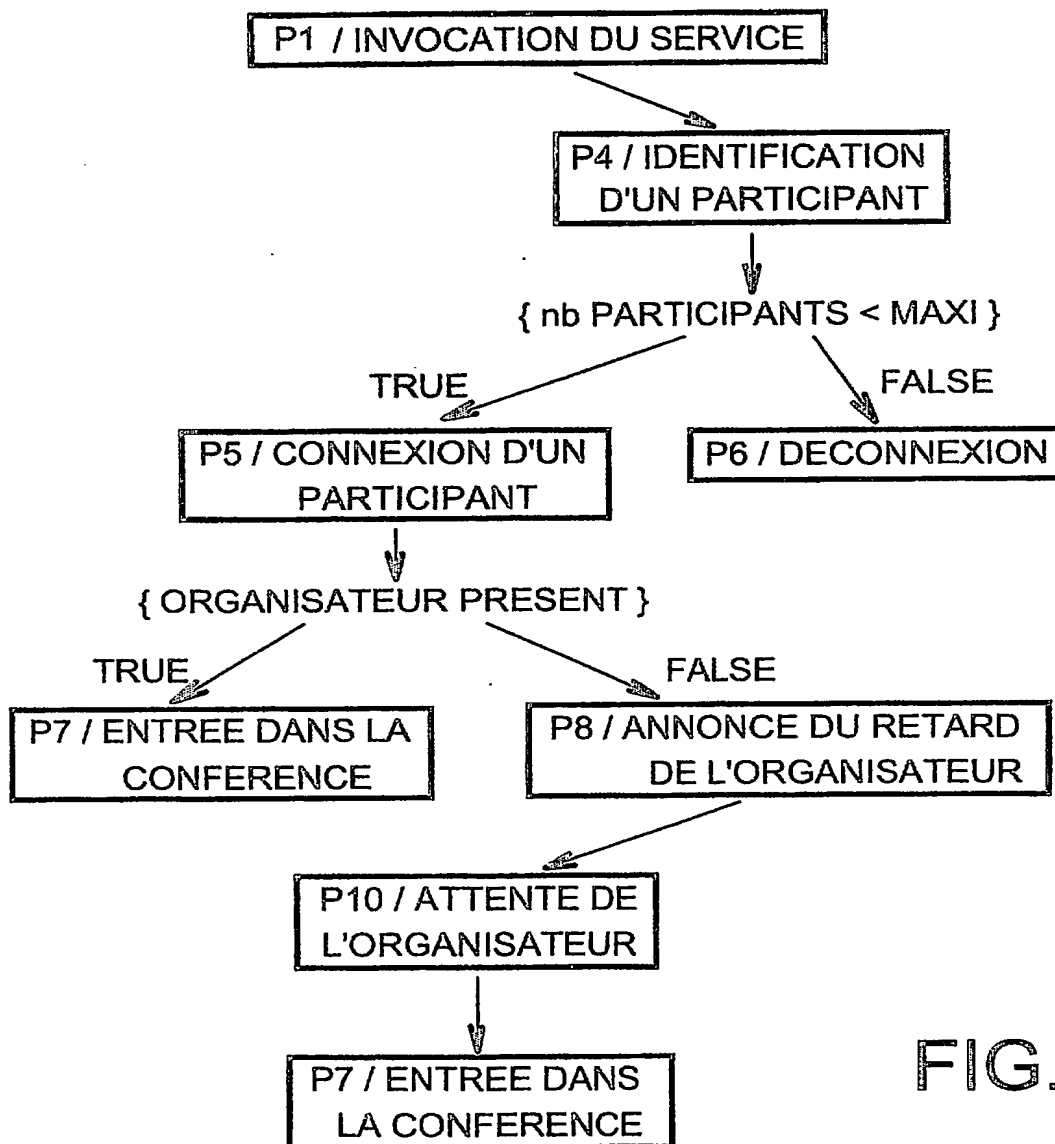 P1 / INVOCATION DU SERVICE
P4 / IDENTIFICATION
D'UN PARTICIPANT
{ nb PARTICIPANTS < MAXI }
TRUE
FALSE
P5 / CONNEXION D'UN
PARTICIPANT
P6 / DECONNEXION
{ ORGANISATEUR PRESENT }
TRUE
FALSE
P7 / ENTREE DANS LA
CONFERENCE
P8 / ANNONCE DU RETARD
DE L'ORGANISATEUR
P10 / ATTENTE DE
L'ORGANISATEUR
P7 / ENTREE DANS
LA CONFERENCE
FIG.